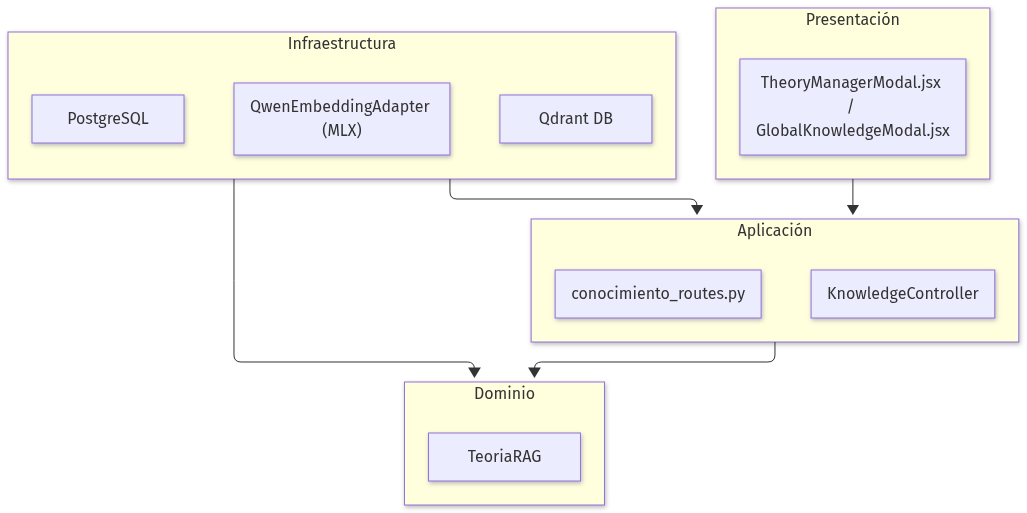 Infraestructura
PostgreSQL
QwenEmbeddingAdapter
(MLX)
Qdrant DB
Presentación
TheoryManagerModal.jsx
/
GlobalKnowledgeModal.jsx
Aplicación
conocimiento_routes.py
KnowledgeController
Dominio
TeoriaRAG